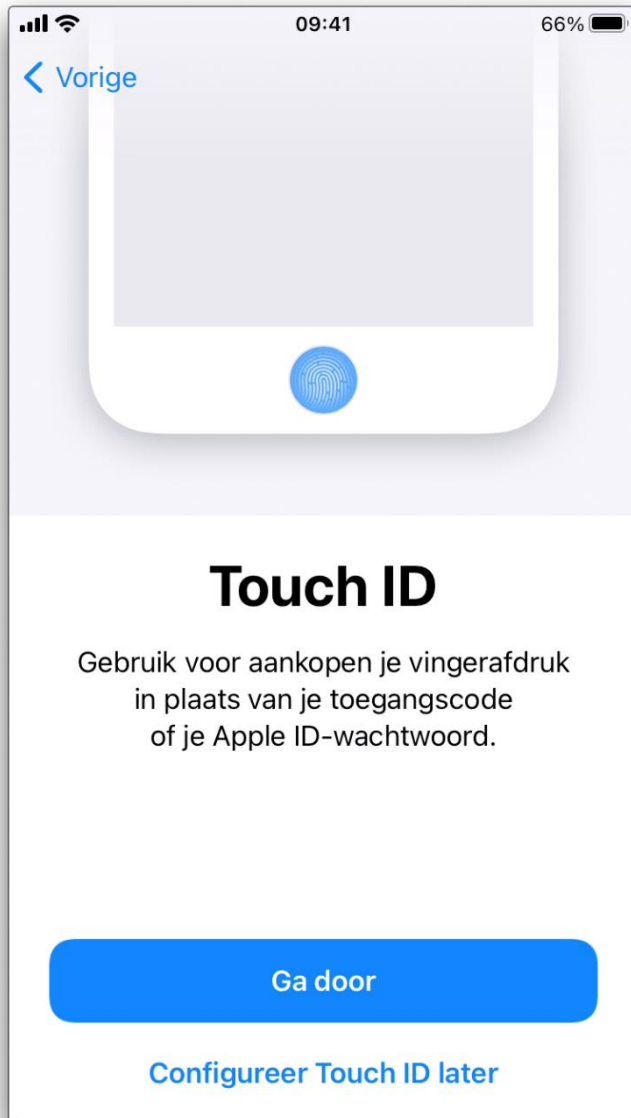 09:41
66%
Vorige
Touch ID
Gebruik voor aankopen je vingerafdruk
in plaats van je toegangscode
of je Apple ID-wachtwoord.
Ga door
Configureer Touch ID later